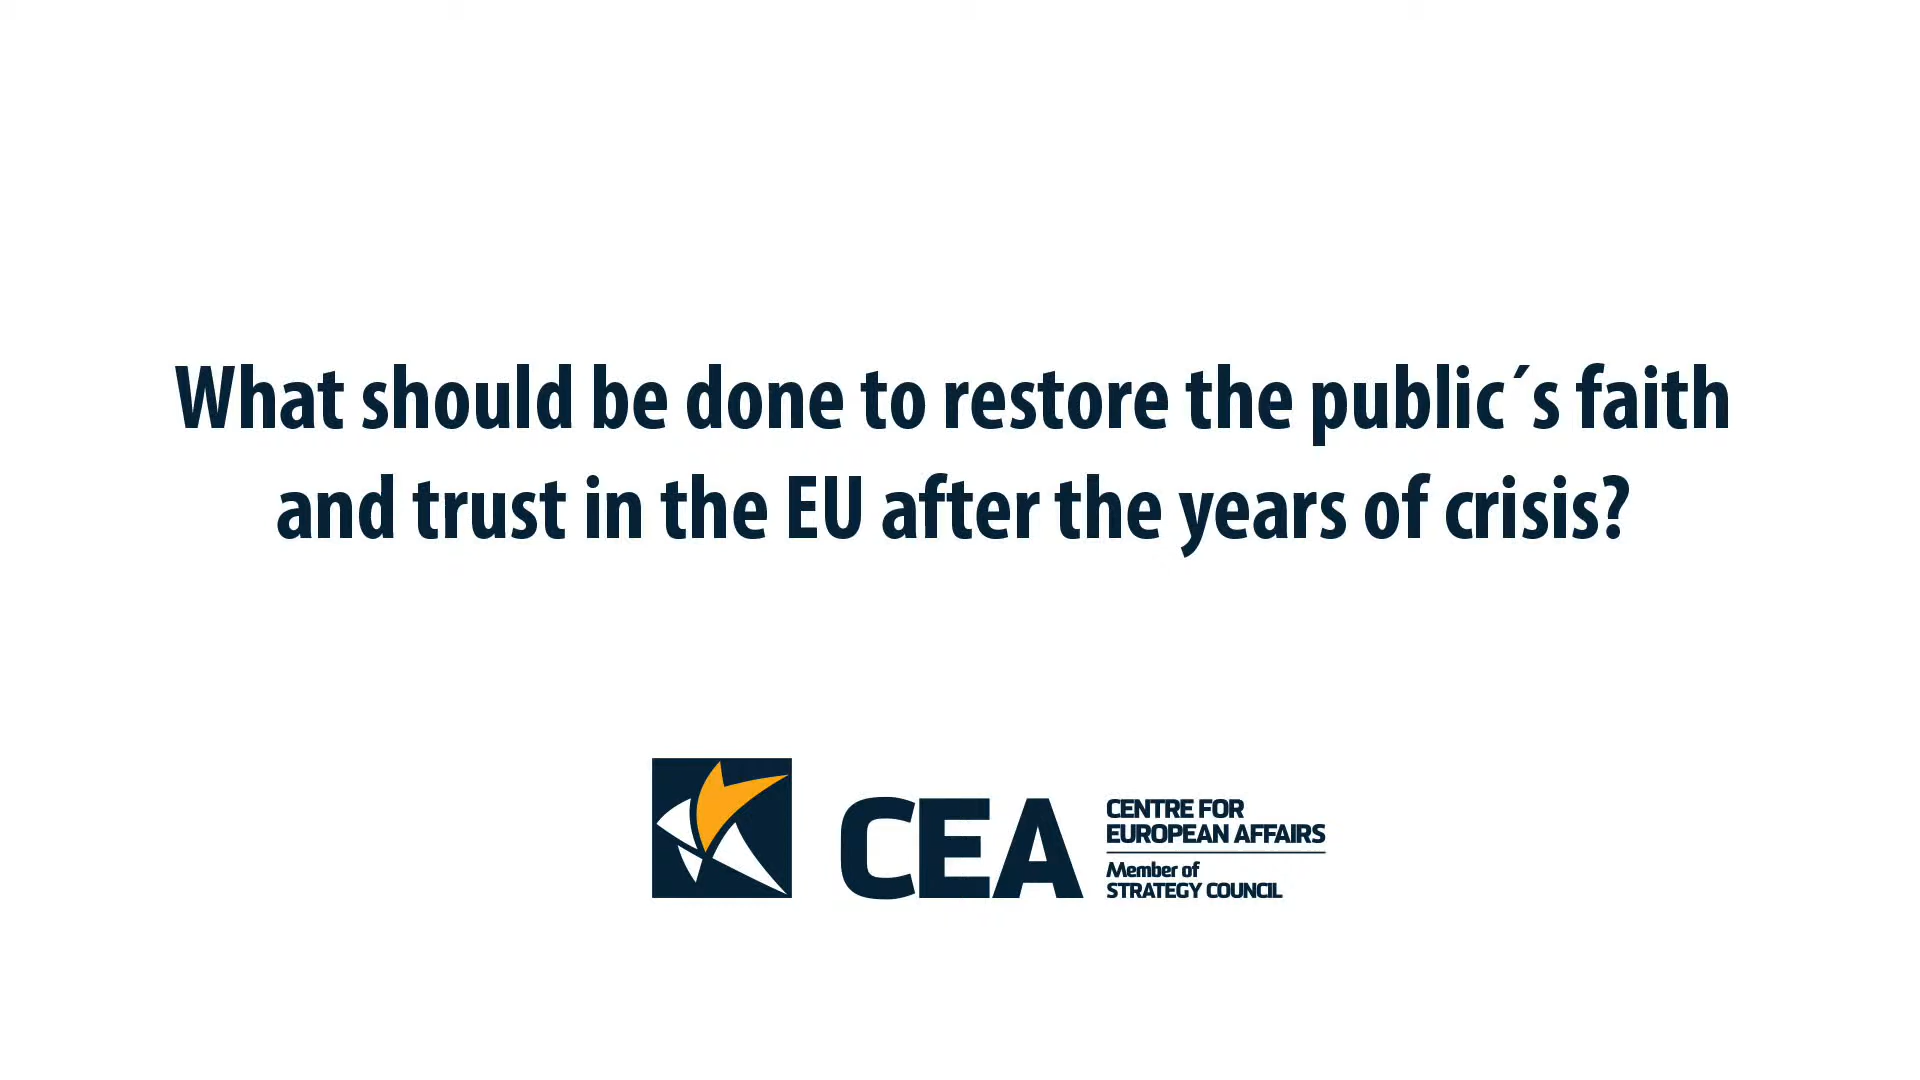 What should be done to restore the public´s faith
and trust in the EU after the years of crisis?
CEA
CENTRE FOR
EUROPEAN AFFAIRS
Member of
STRATEGY COUNCIL